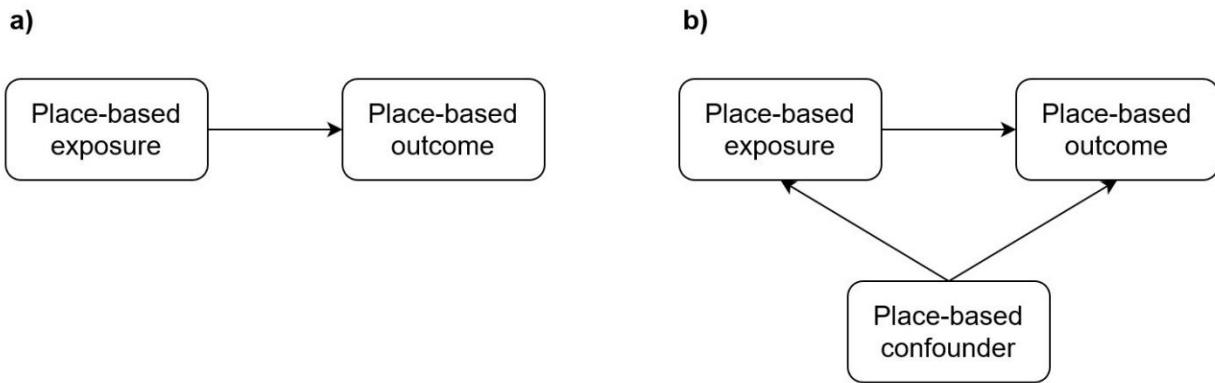 a)
Place-based
exposure
Place-based
outcome
b)
Place-based
exposure
Place-based
outcome
Place-based
confounder